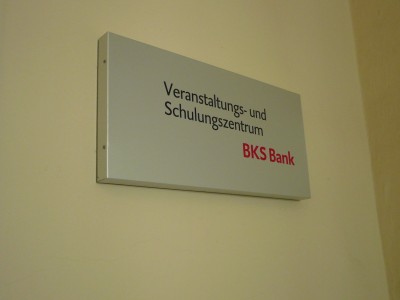 Veranstaltungs- und
Schulungszentrum
BKS Bank